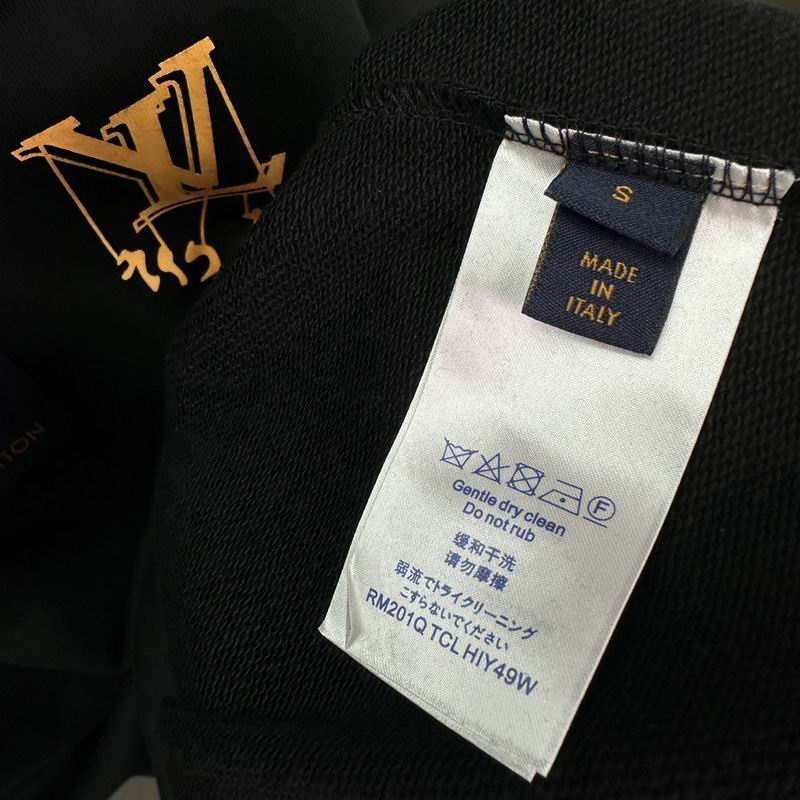 LV
S
MADE
IN
ITALY
TON
F
Gentle dry clean
Do not rub
缓和干洗
请勿摩擦
弱流でドライクリーニング
こすらないでください
RM201Q TCL HIY49W